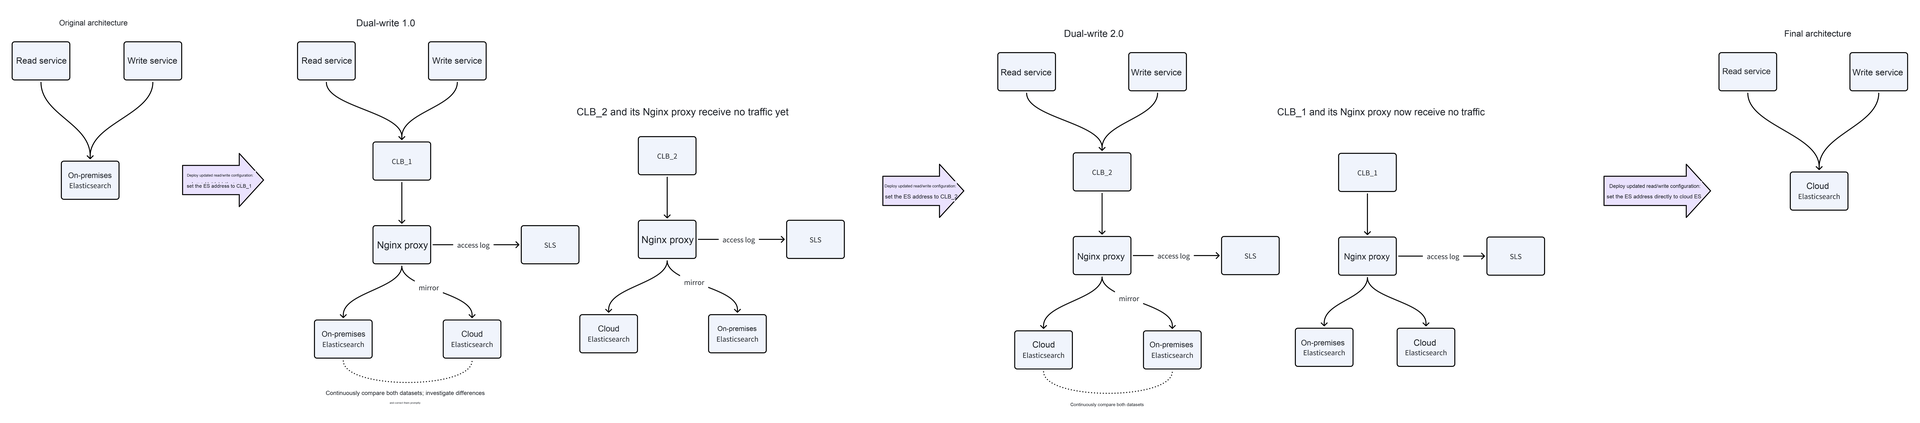 Original architecture
Read service
Write service
On-premises
Elasticsearch
Deploy updated read/write configuration:
set the ES address to CLB_1
Dual-write 1.0
Read service
Write service
CLB_1
Nginx proxy
access log
SLS
mirror
On-premises
Elasticsearch
Cloud
Elasticsearch
Continuously compare both datasets; investigate differences
CLB_2 and its Nginx proxy receive no traffic yet
CLB_2
Nginx proxy
access log
SLS
mirror
Cloud
Elasticsearch
On-premises
Elasticsearch
Deploy updated read/write configuration:
set the ES address to CLB_2
Dual-write 2.0
Read service
Write service
CLB_2
Nginx proxy
access log
SLS
mirror
Cloud
Elasticsearch
On-premises
Elasticsearch
Continuously compare both datasets
CLB_1 and its Nginx proxy now receive no traffic
CLB_1
Nginx proxy
access log
SLS
On-premises
Elasticsearch
Cloud
Elasticsearch
Deploy updated read/write configuration:
set the ES address directly to cloud ES
Final architecture
Read service
Write service
Cloud
Elasticsearch